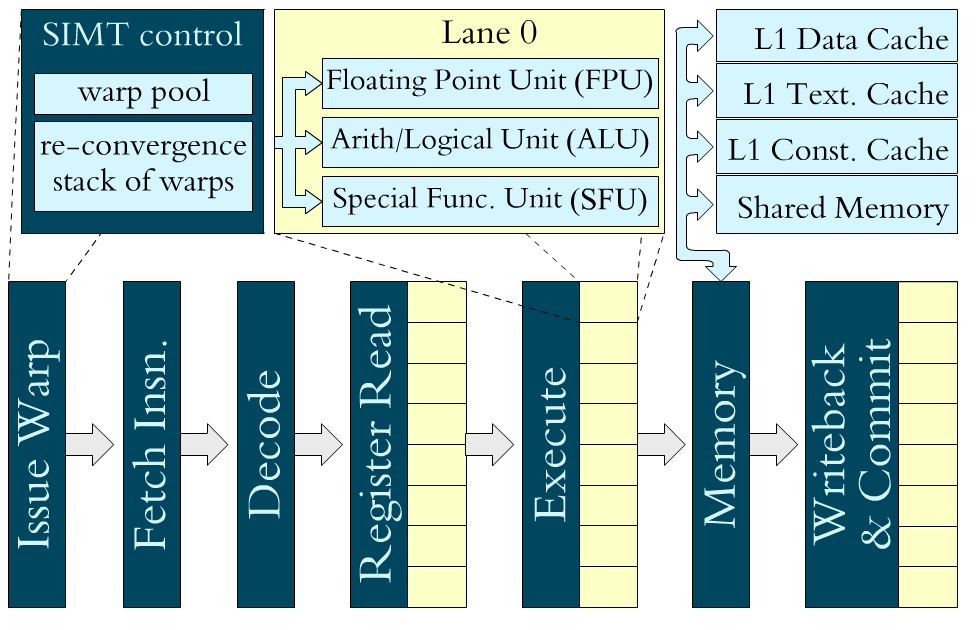 SIMT control
warp pool
re-convergence
stack of warps
Lane 0
Floating Point Unit (FPU)
Arith/Logical Unit (ALU)
Special Func. Unit (SFU)
L1 Data Cache
L1 Text. Cache
L1 Const. Cache
Shared Memory
Issue Warp
Fetch Insn.
Decode
Register Read
Execute
Memory
Writeback
& Commit